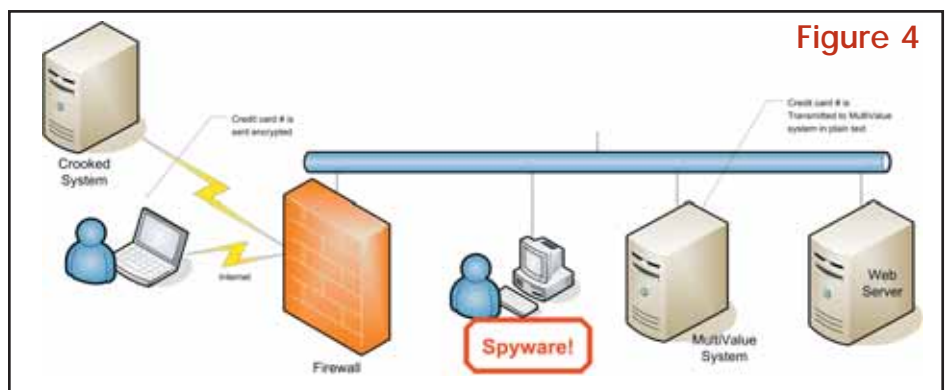 Figure 4
Credit card # is
sent encrypted
Credit card # is
Transmitted to MultiValue
system in plain text
Crooked
System
Internet
Firewall
Spyware!
MultiValue
System
Web
Server